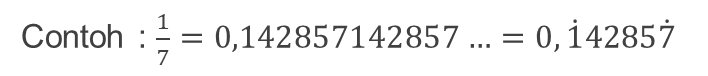 Contoh : 1/7 = 0,142857142857 ... = 0, 1̇42857̇